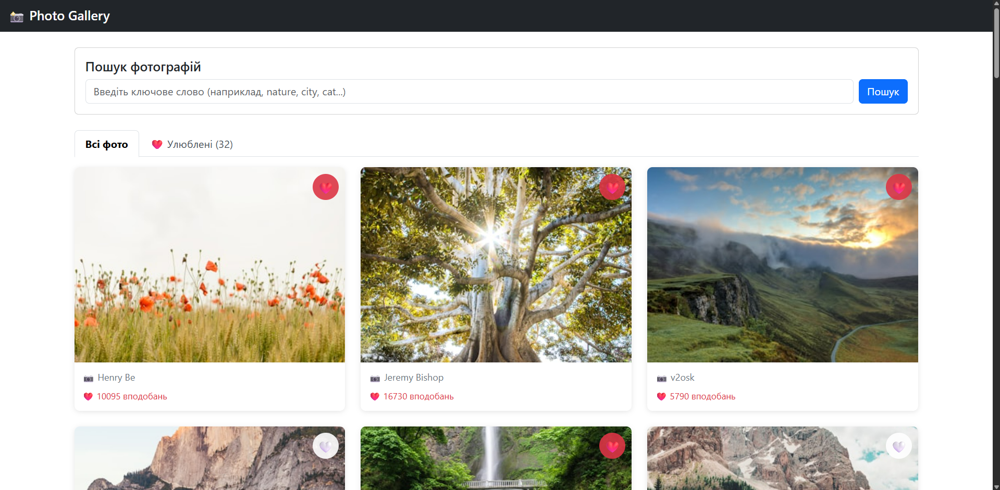 Photo Gallery
Пошук фотографій
Введіть ключове слово (наприклад, nature, city, cat...)
Пошук
Всі фото
Улюблені (32)
Henry Be
10095 вподобань
Jeremy Bishop
16730 вподобань
v2osk
5790 вподобань